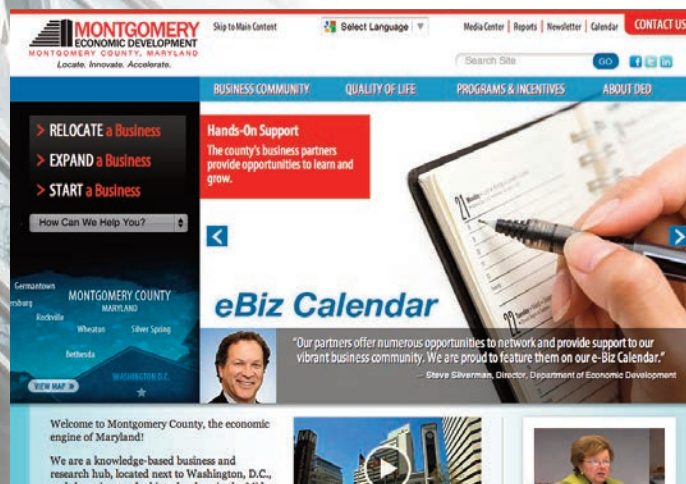 MONTGOMERY
ECONOMIC DEVELOPMENT
MONTGOMERY COUNTY, MARYLAND
Locate. Innovate. Accelerate.
Skip to Main Content
Select Language
Media Center | Reports | Newsletter | Calendar
CONTACT US
Search Site
GO
BUSINESS COMMUNITY
QUALITY OF LIFE
PROGRAMS & INCENTIVES
ABOUT DED
> RELOCATE a Business
> EXPAND a Business
> START a Business
How Can We Help You?
Hands-On Support
The county's business partners
provide opportunities to learn and
grow.
21
22
eBiz Calendar
Germantown
MONTGOMERY COUNTY
MARYLAND
Rockville
Wheaton
Silver Spring
Bethesda
WASHINGTON D.C.
VIEW MAP »
"Our partners offer numerous opportunities to network and provide support to our
vibrant business community. We are proud to feature them on our e-Biz Calendar."
— Steve Silverman, Director, Department of Economic Development
Welcome to Montgomery County, the economic
engine of Maryland!
We are a knowledge-based business and
research hub, located next to Washington, D.C.,